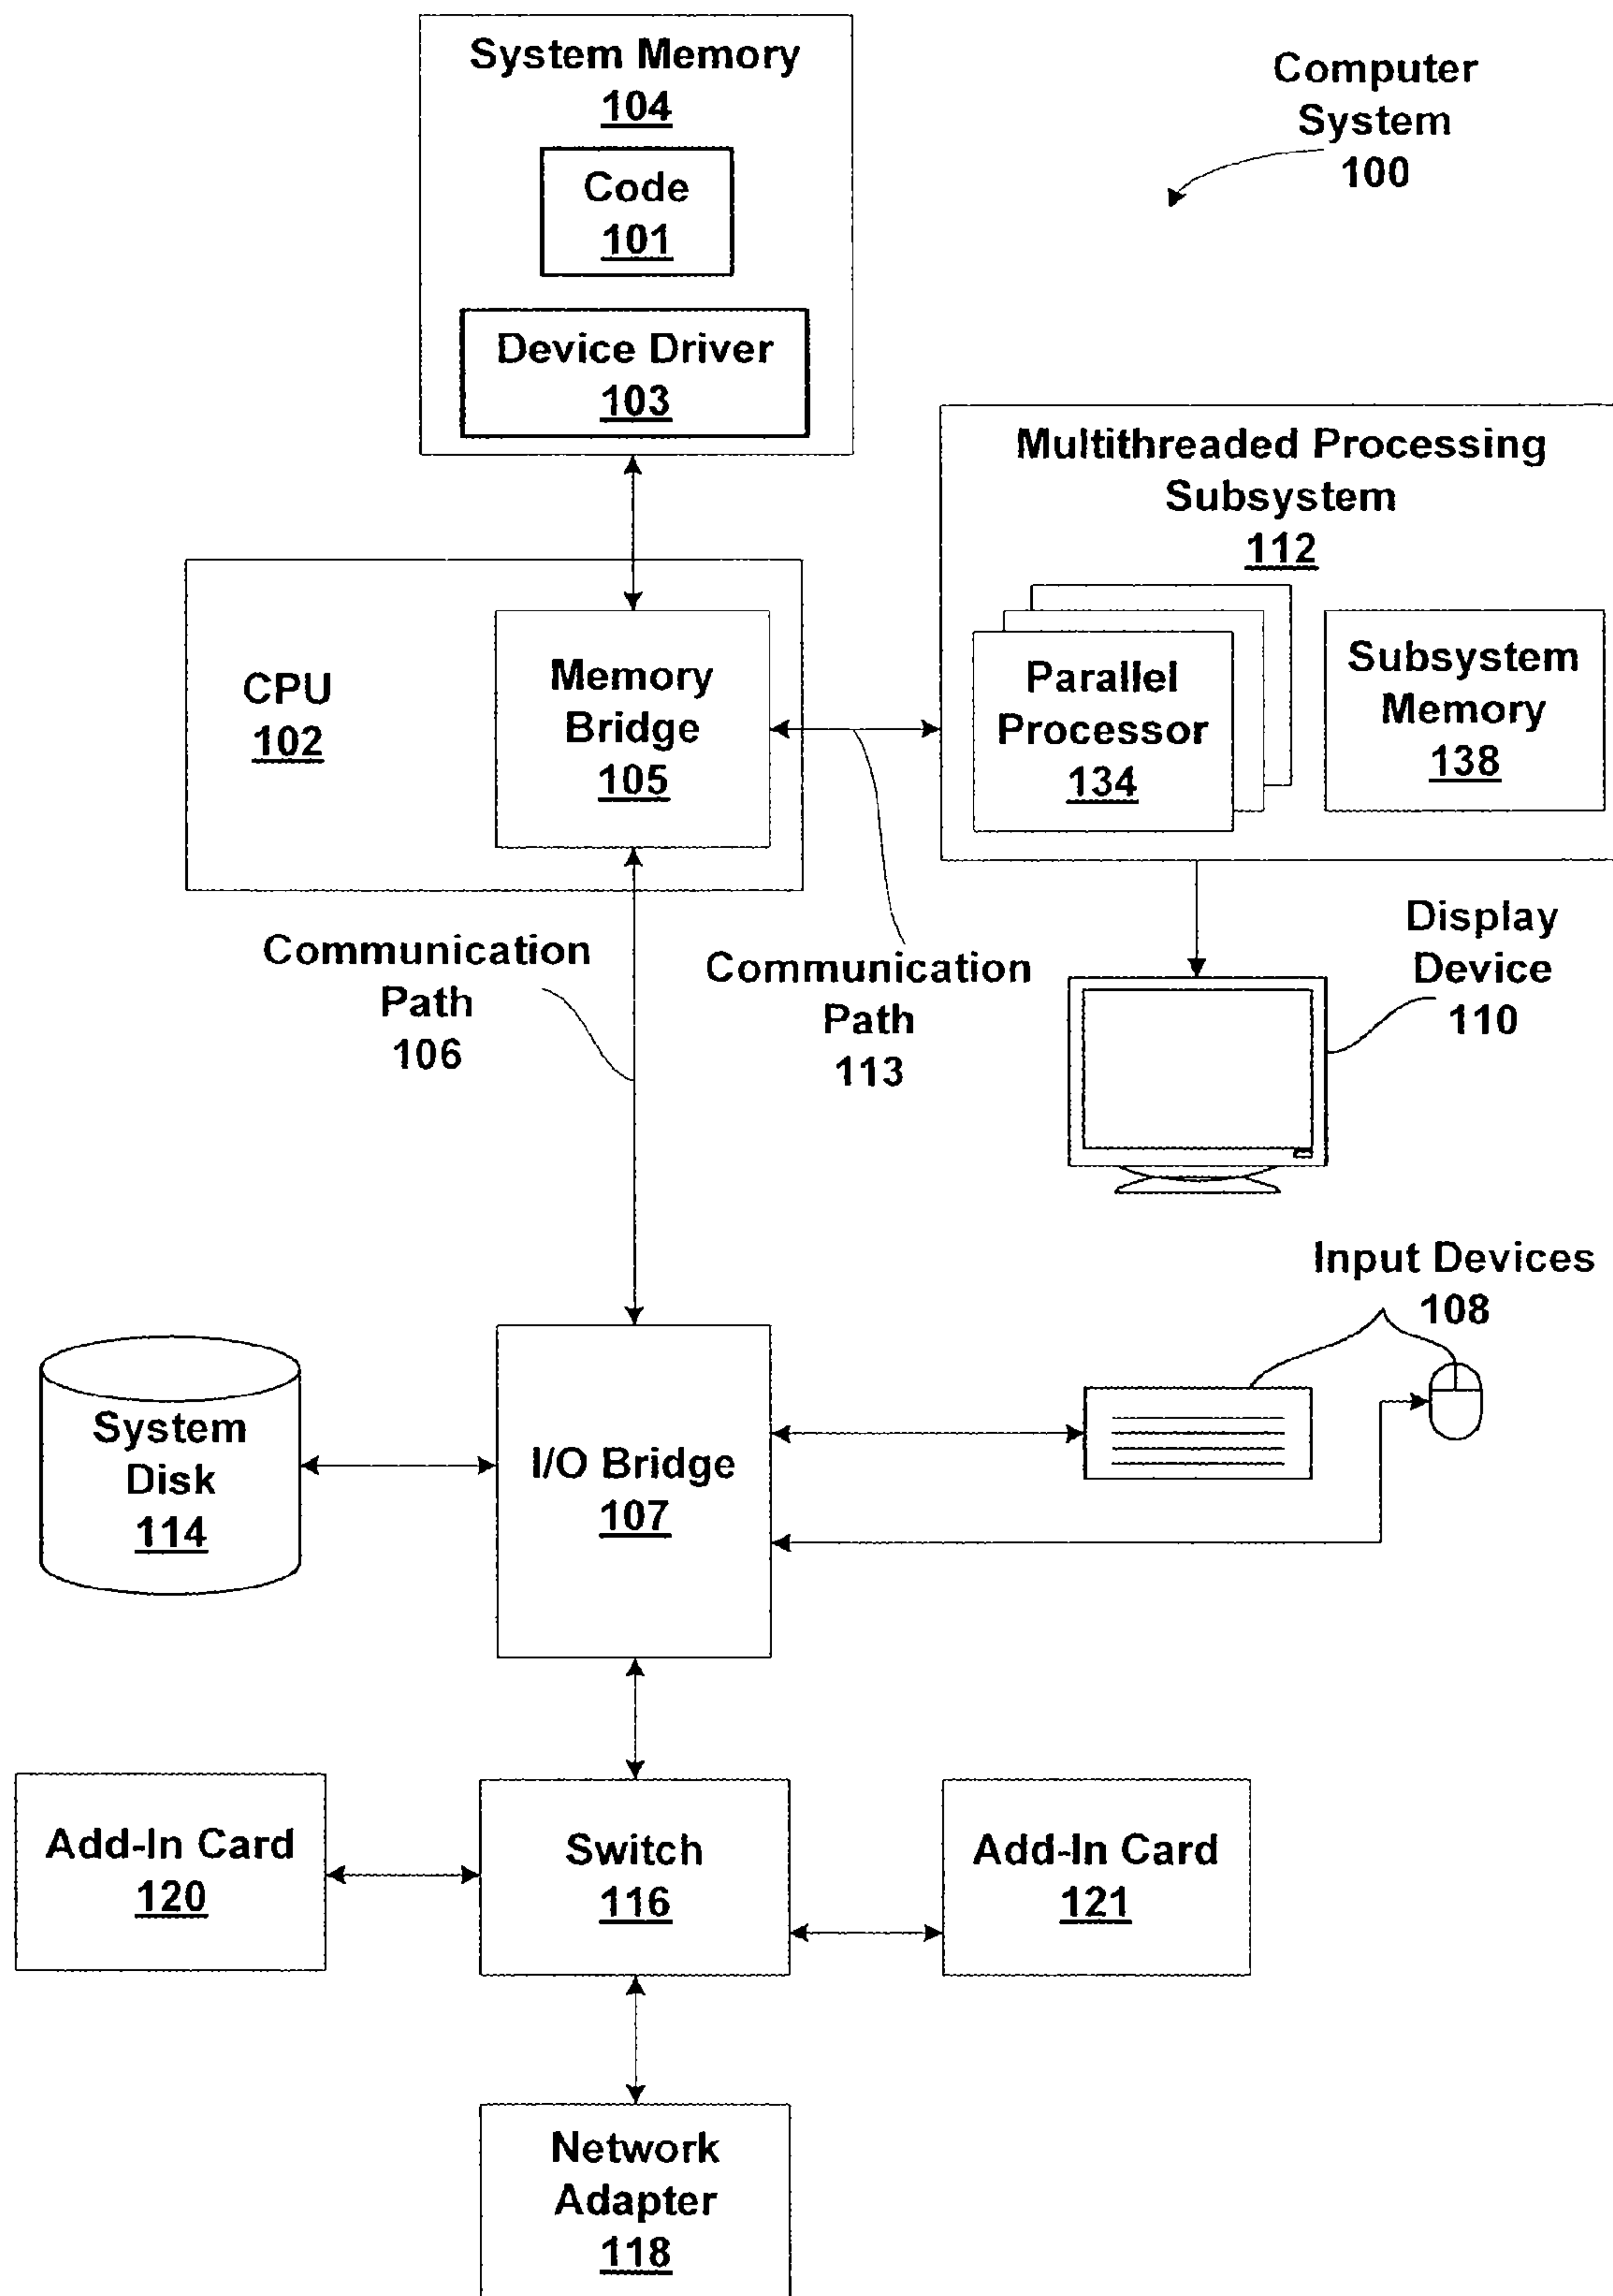 System Memory
104
Code
101
Device Driver
103
Computer
System
100
Multithreaded Processing
Subsystem
112
Parallel
Processor
134
Subsystem
Memory
138
CPU
102
Memory
Bridge
105
Communication
Path
106
Communication
Path
113
Display
Device
110
Input Devices
108
System
Disk
114
I/O Bridge
107
Add-In Card
120
Switch
116
Add-In Card
121
Network
Adapter
118